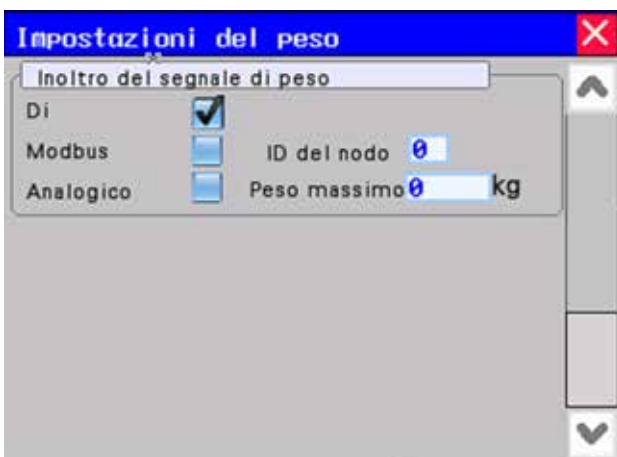 Impostazioni del peso
Inoltro del segnale di peso
Di
Modbus ID del nodo 0
Analogico Peso massimo 0 kg